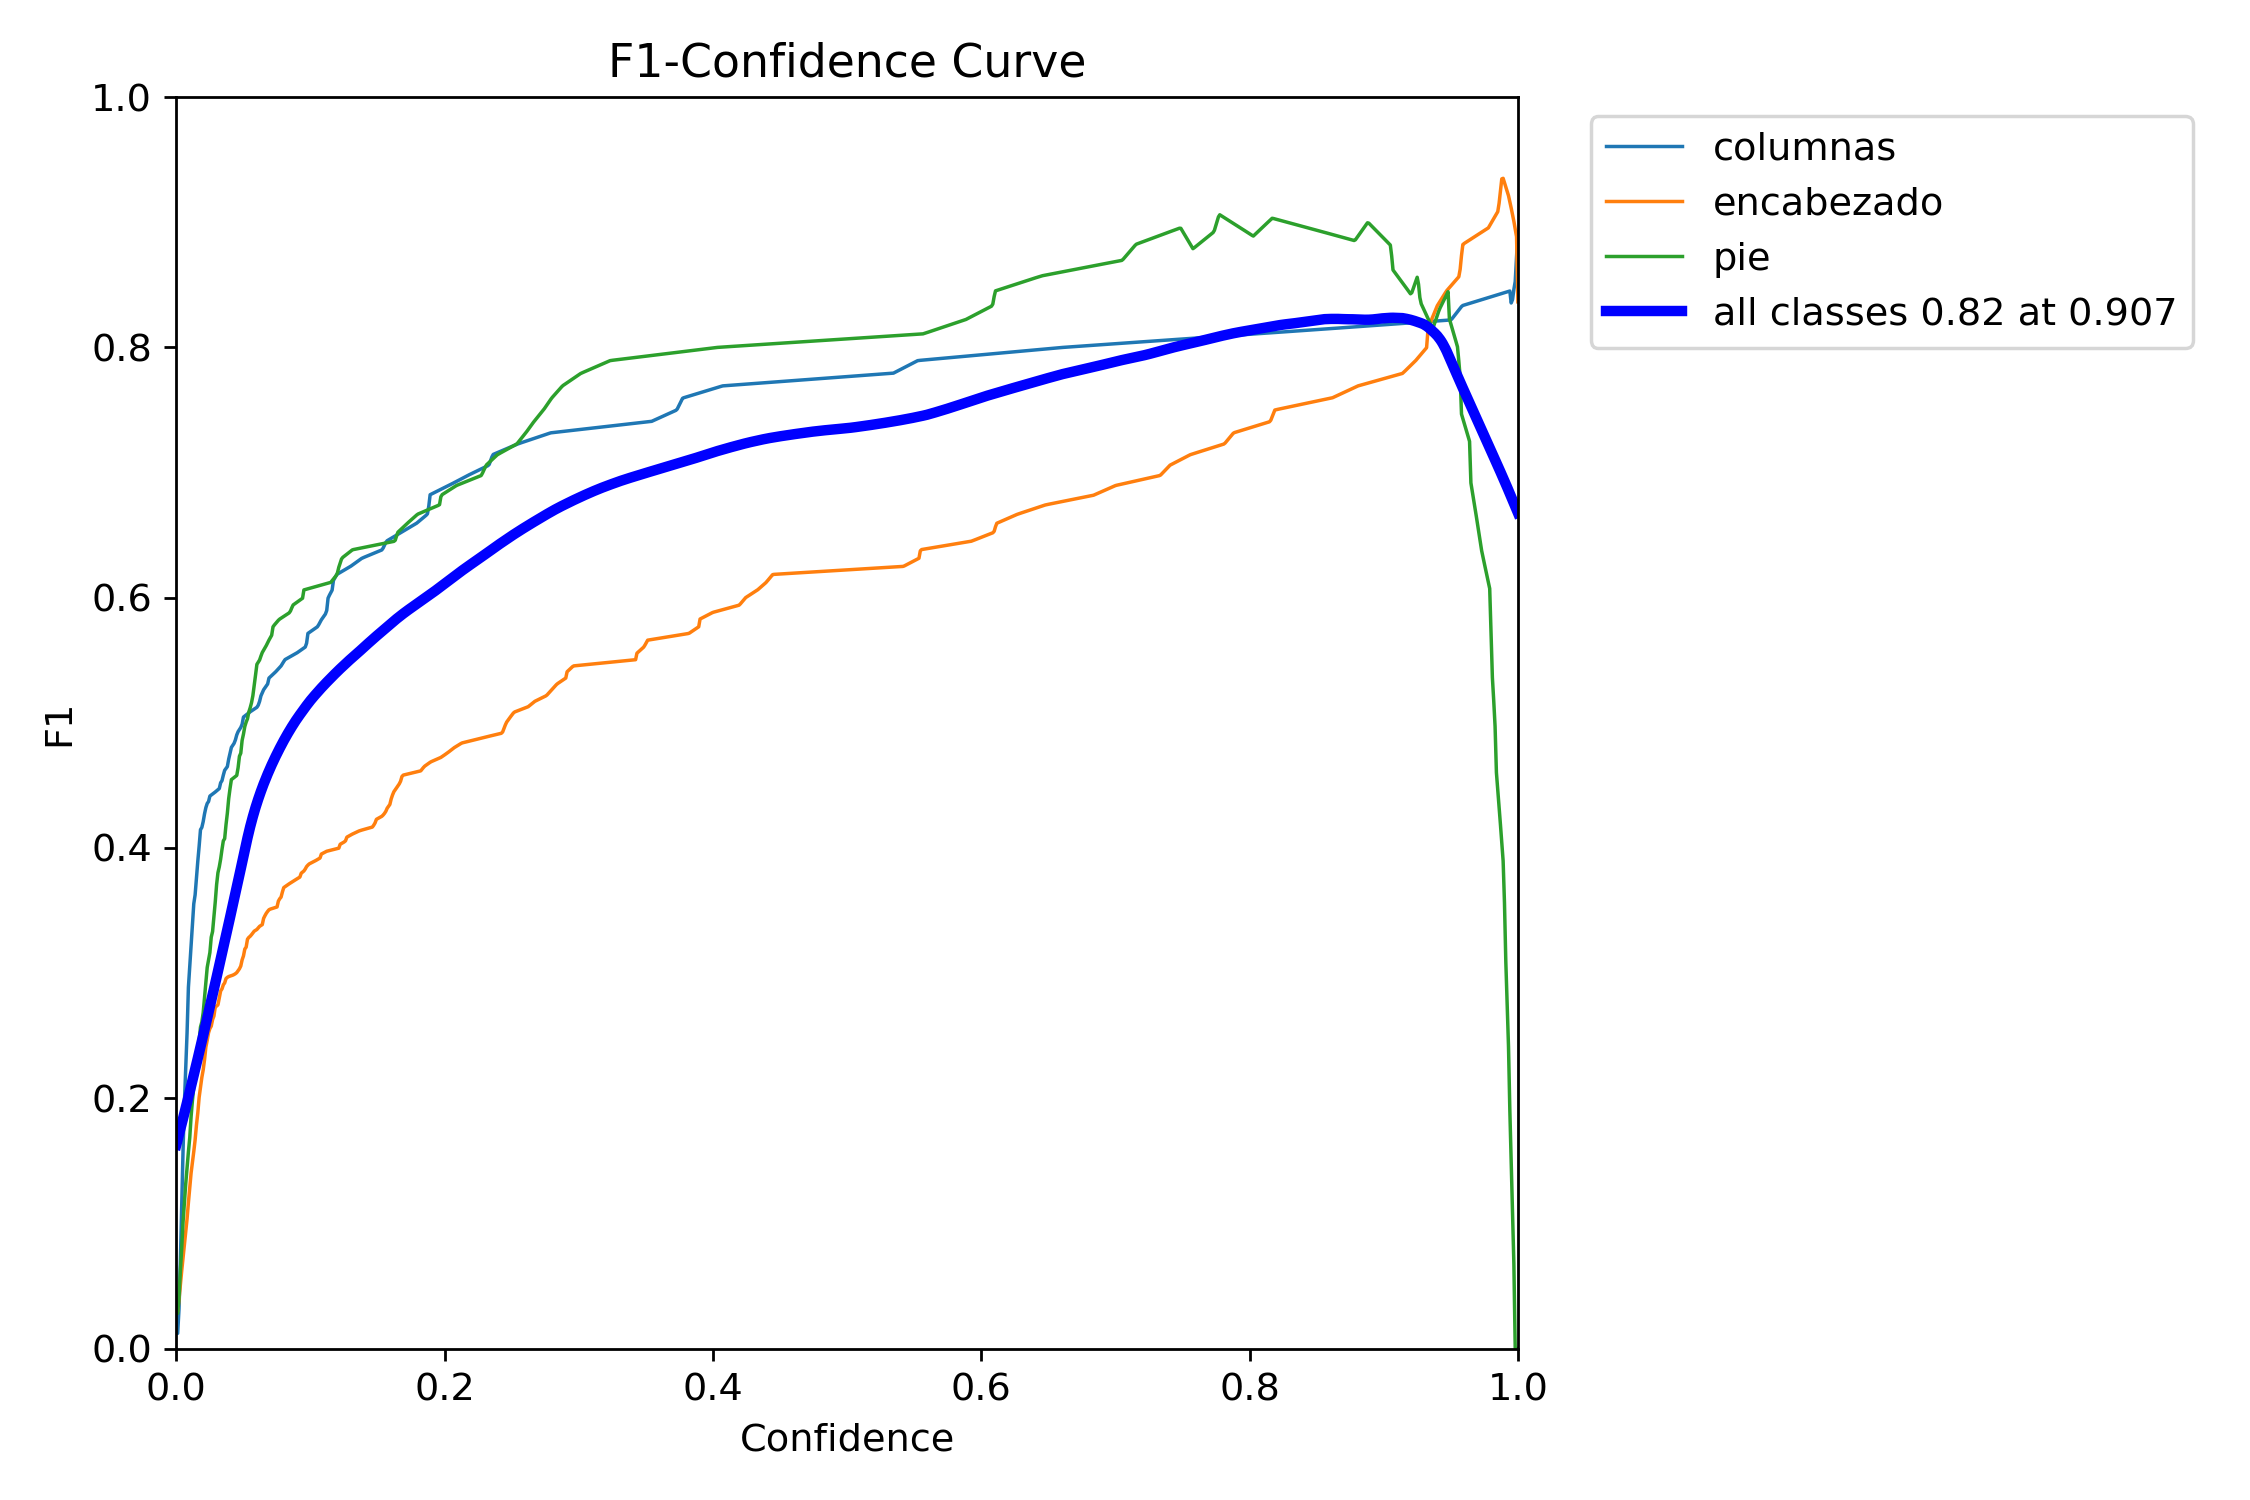 F1-Confidence Curve
1.0
0.8
0.6
0.4
0.2
0.0
F1
0.0 0.2 0.4 0.6 0.8 1.0
Confidence
columnas
encabezado
pie
all classes 0.82 at 0.907